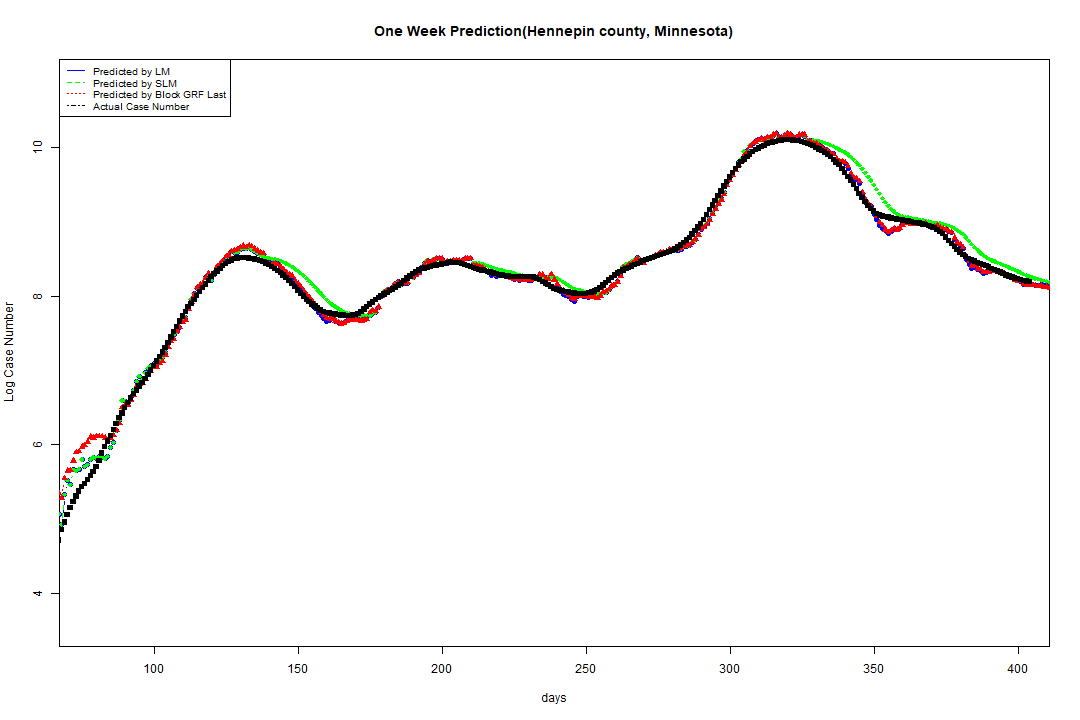 One Week Prediction(Hennepin county, Minnesota)
Predicted by LM
Predicted by SLM
Predicted by Block GRF Last
Actual Case Number
10
8
6
4
Log Case Number
100 150 200 250 300 350 400
days